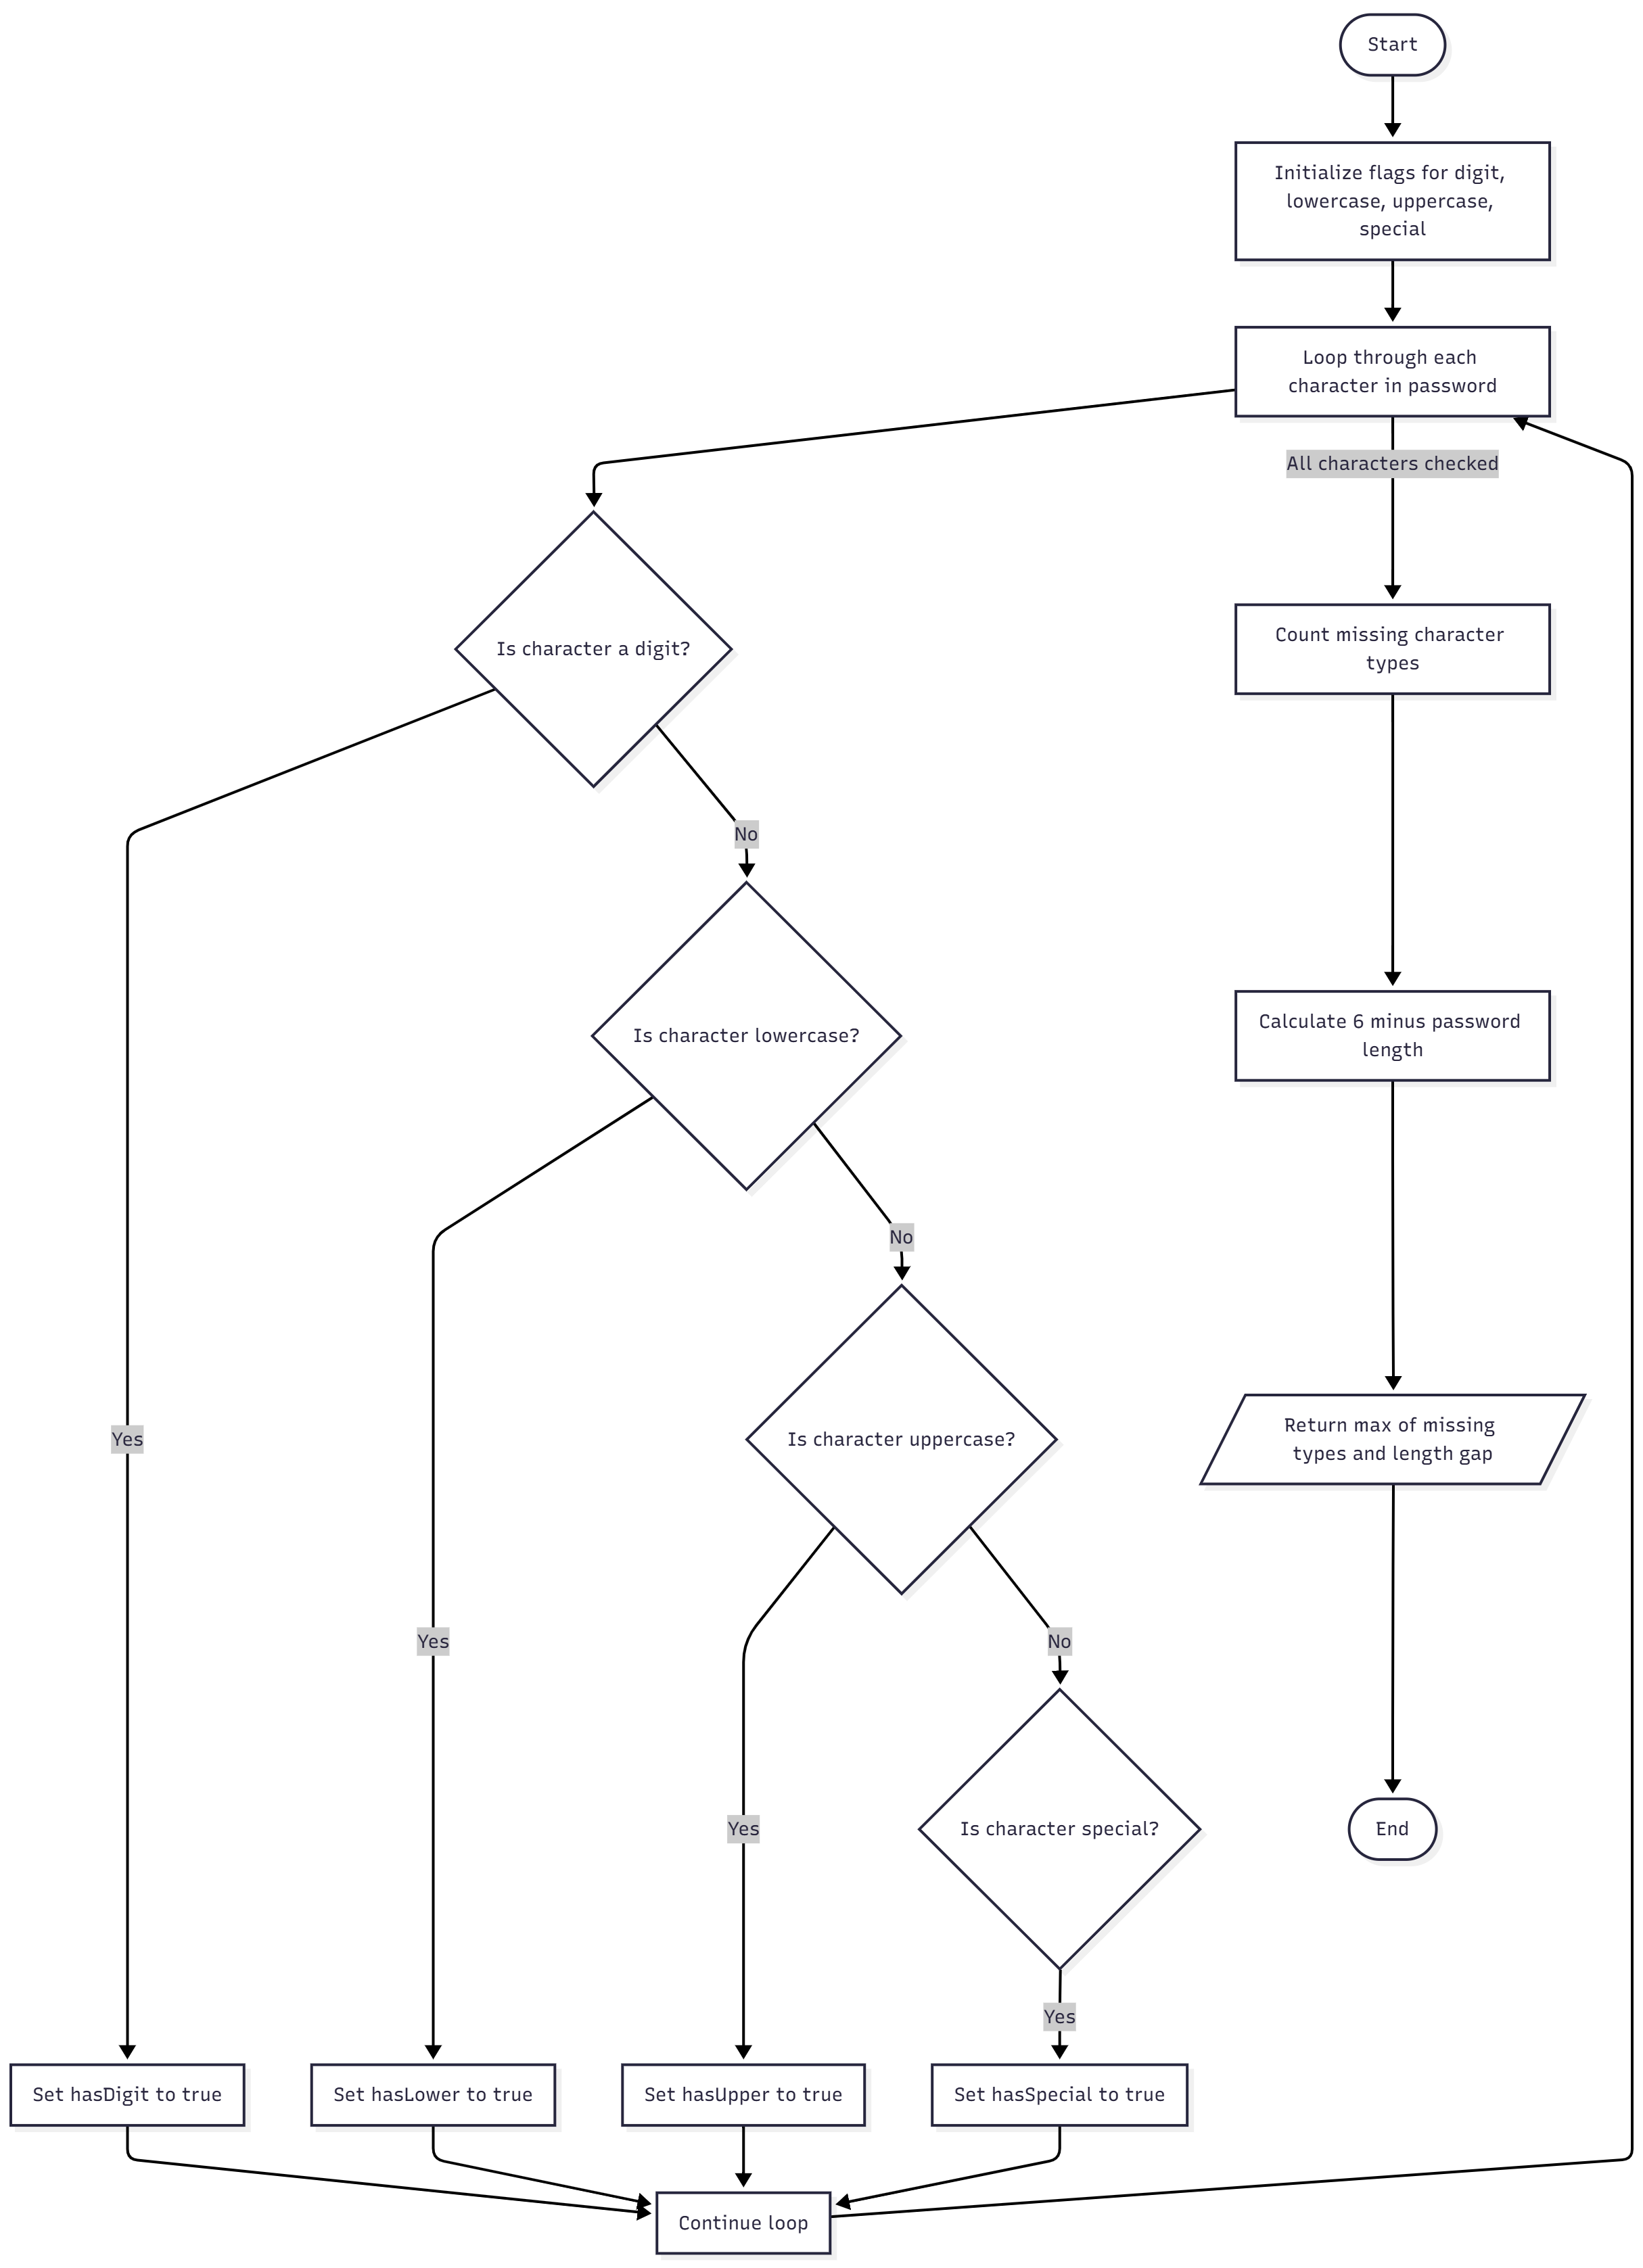 Start
Initialize flags for digit,
lowercase, uppercase,
special
Loop through each
character in password
All characters checked
Is character a digit?
Count missing character
types
No
Is character lowercase?
Calculate 6 minus password
length
No
Yes
Is character uppercase?
Return max of missing
types and length gap
Yes
No
Yes
Is character special?
End
Yes
Set hasDigit to true
Set hasLower to true
Set hasUpper to true
Set hasSpecial to true
Continue loop